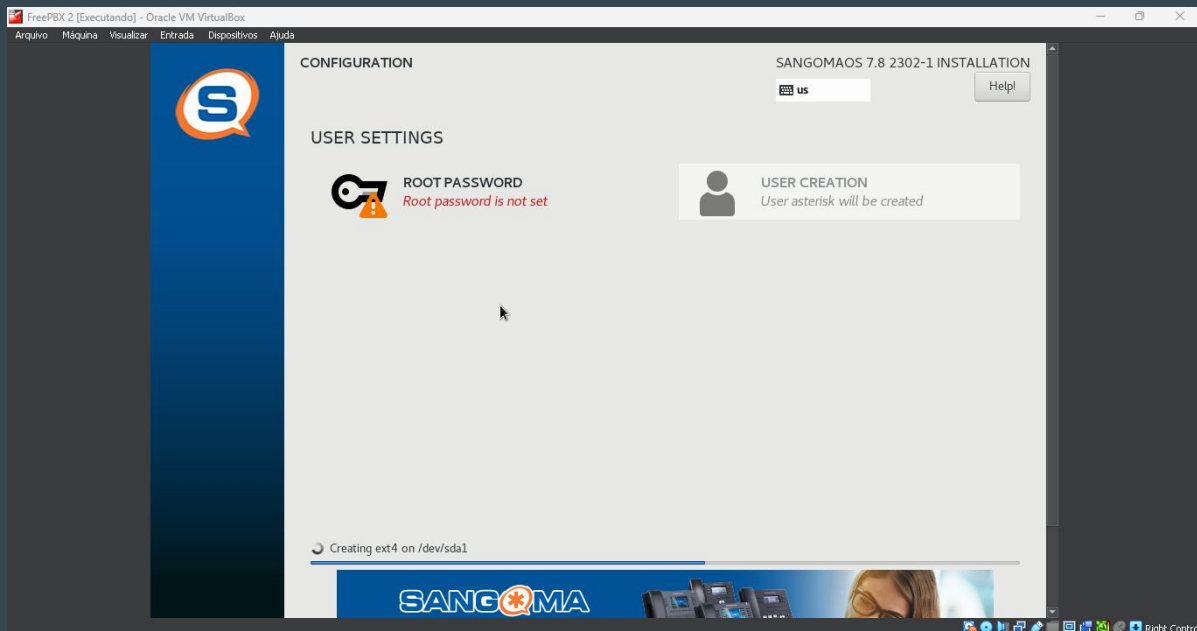 FreePBX 2 [Executando] - Oracle VM VirtualBox
Arquivo Máquina Visualizar Entrada Dispositivos Ajuda
CONFIGURATION
SANGOMAOS 7.8 2302-1 INSTALLATION
us
Help!
USER SETTINGS
ROOT PASSWORD
Root password is not set
USER CREATION
User asterisk will be created
Creating ext4 on /dev/sda1
SANGOMA
Right Contro